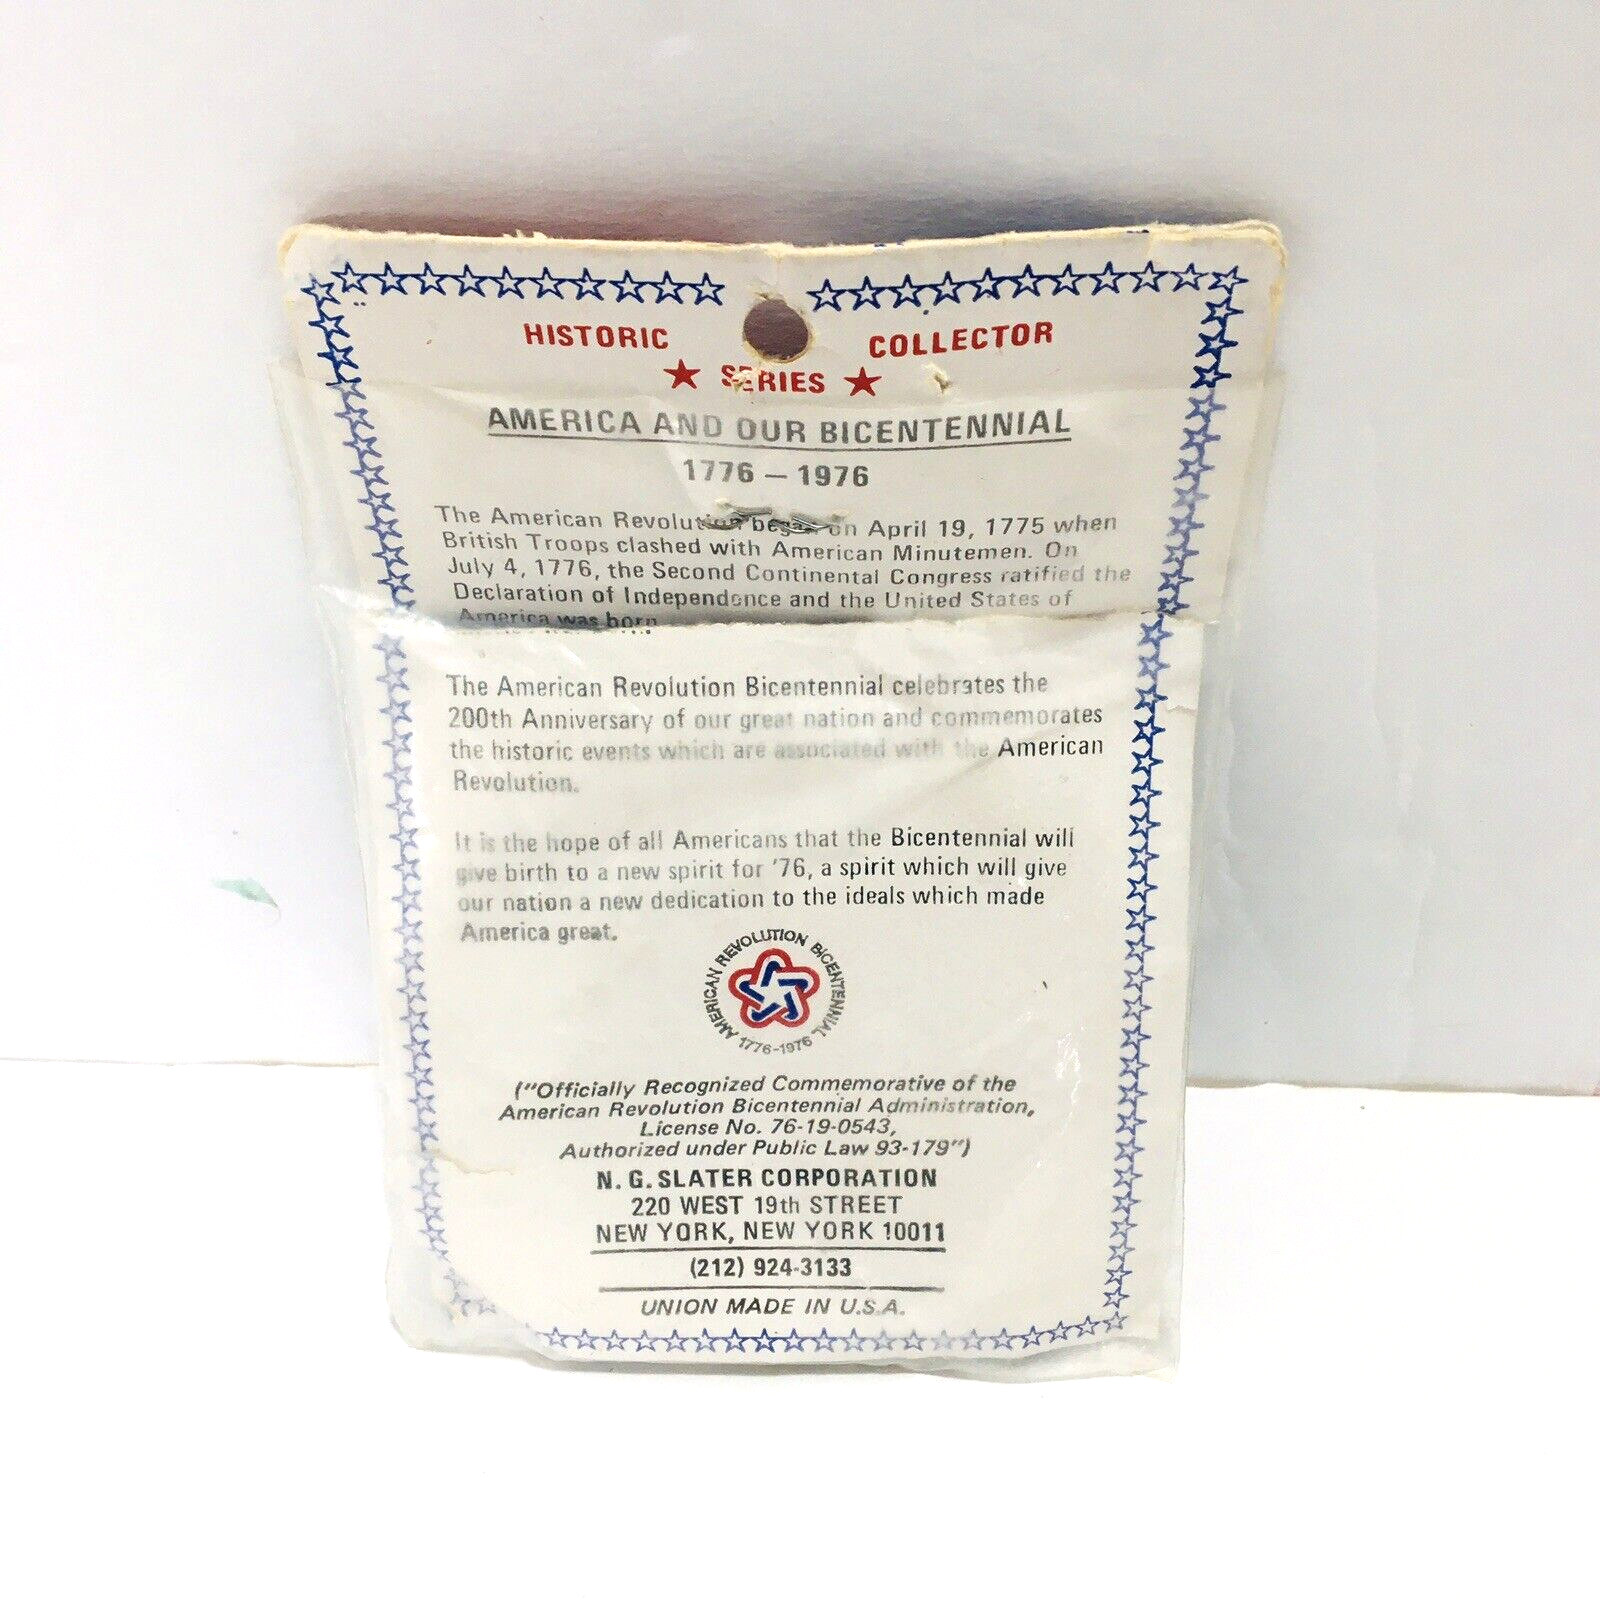 HISTORIC COLLECTOR
★ SERIES ★
AMERICA AND OUR BICENTENNIAL
1776 – 1976
The American Revolution began on April 19, 1775 when
British Troops clashed with American Minutemen. On
July 4, 1776, the Second Continental Congress ratified the
Declaration of Independence and the United States of
America was born
The American Revolution Bicentennial celebrates the
200th Anniversary of our great nation and commemorates
the historic events which are associated with the American
Revolution.
It is the hope of all Americans that the Bicentennial will
give birth to a new spirit for '76, a spirit which will give
our nation a new dedication to the ideals which made
America great.
AMERICAN REVOLUTION BICENTENNIAL
1776-1976
("Officially Recognized Commemorative of the
American Revolution Bicentennial Administration,
License No. 76-19-0543,
Authorized under Public Law 93-179")
N. G. SLATER CORPORATION
220 WEST 19th STREET
NEW YORK, NEW YORK 10011
(212) 924-3133
UNION MADE IN U.S.A.